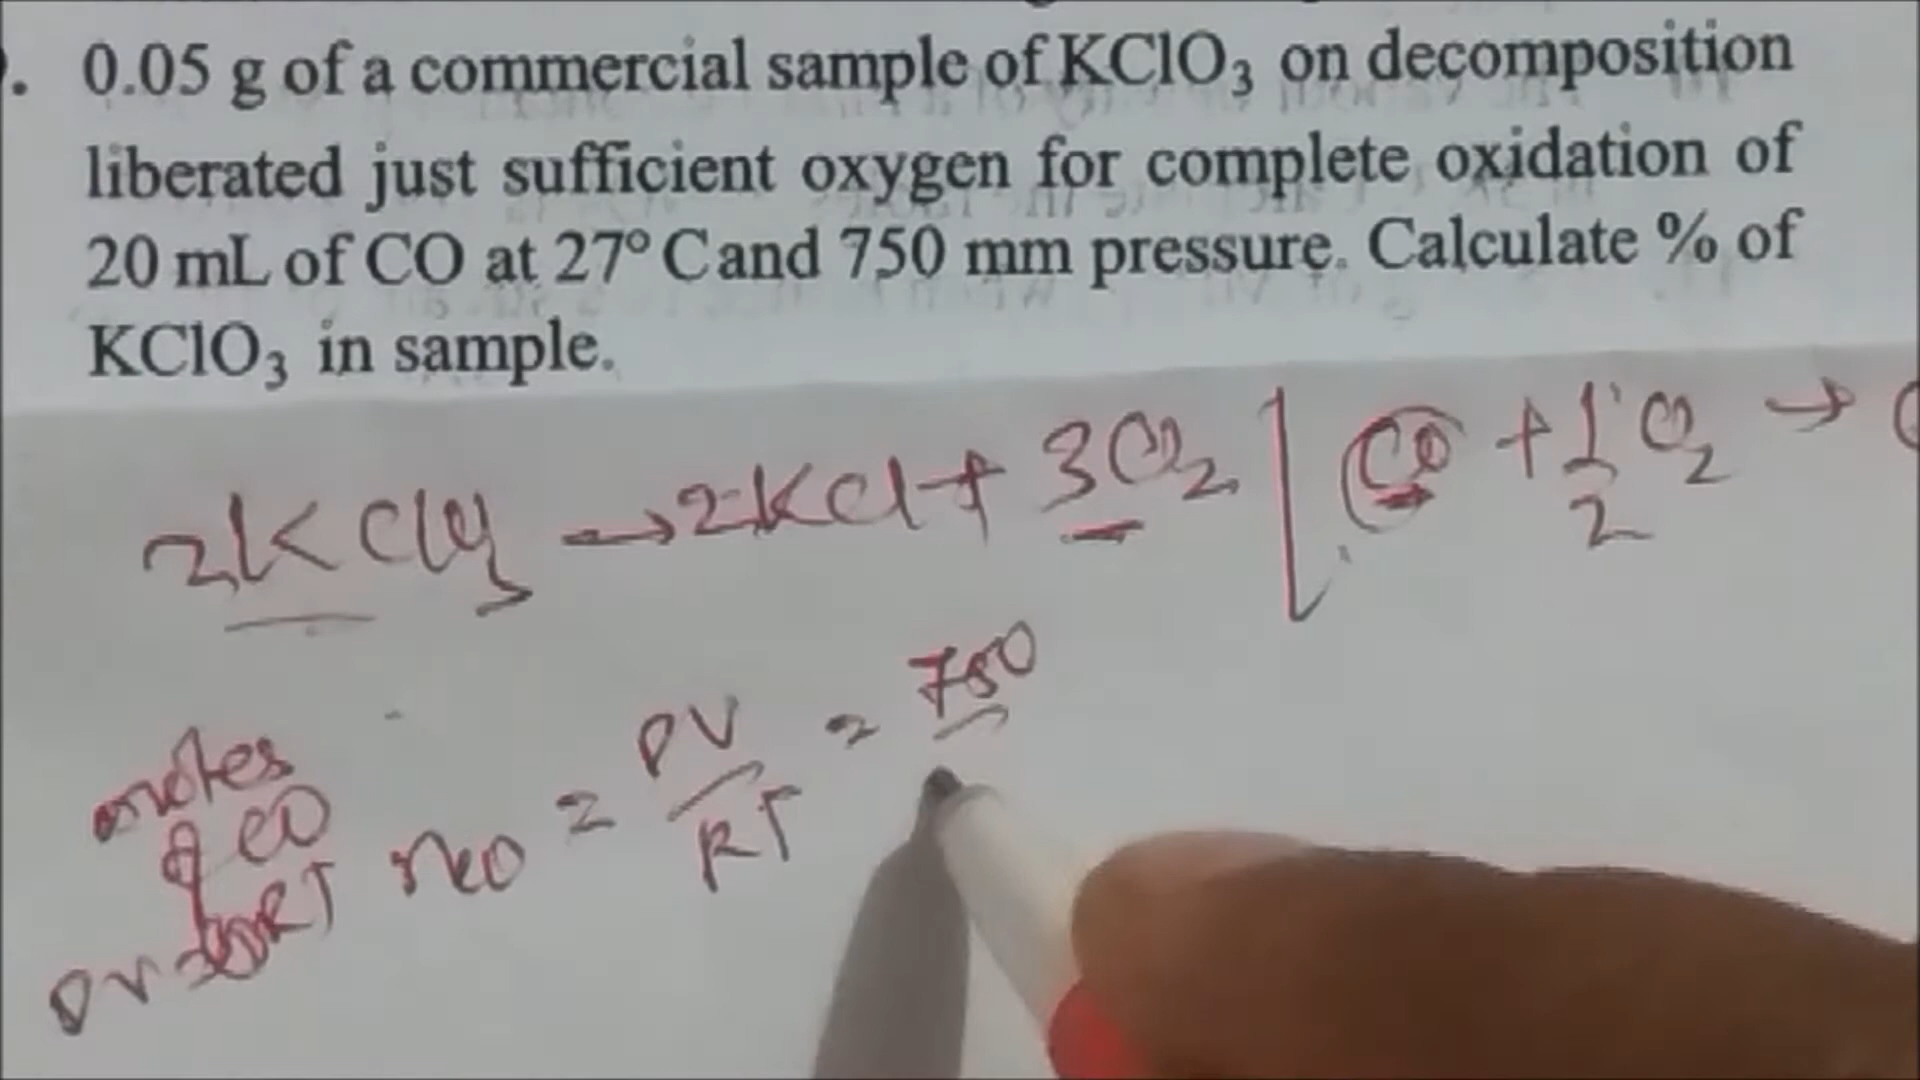 . 0.05 g of a commercial sample of KClO₃ on decomposition
liberated just sufficient oxygen for complete oxidation of
20 mL of CO at 27° C and 750 mm pressure. Calculate % of
KClO₃ in sample.
2KClO₃ → 2KCl + 3O₂ | CO + 1/2 O₂ →
moles of CO
nCO = PV/RT = 750
PV = nRT